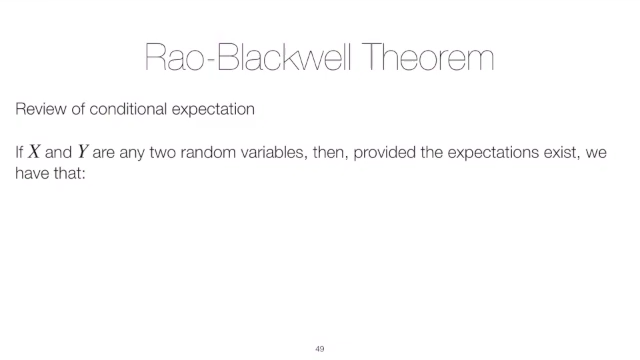 Rao-Blackwell Theorem
Review of conditional expectation
If X and Y are any two random variables, then, provided the expectations exist, we
have that:
49